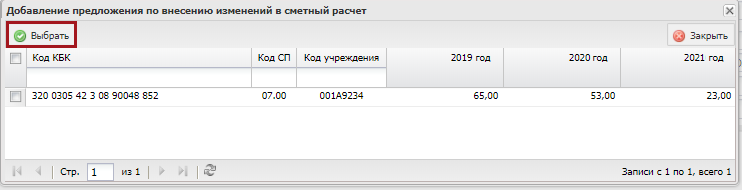 Добавление предложения по внесению изменений в сметный расчет
Выбрать Закрыть
Код КБК Код СП Код учреждения 2019 год 2020 год 2021 год
320 0305 42 3 08 90048 852 07.00 001A9234 65,00 53,00 23,00
Стр. 1 из 1 Записи с 1 по 1, всего 1